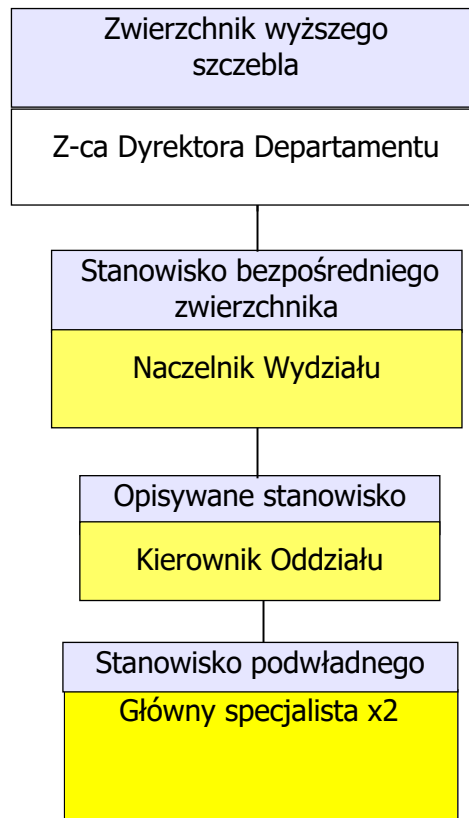 Zwierzchnik wyższego
szczebla
Z-ca Dyrektora Departamentu
Stanowisko bezpośredniego
zwierzchnika
Naczelnik Wydziału
Opisywane stanowisko
Kierownik Oddziału
Stanowisko podwładnego
Główny specjalista x2